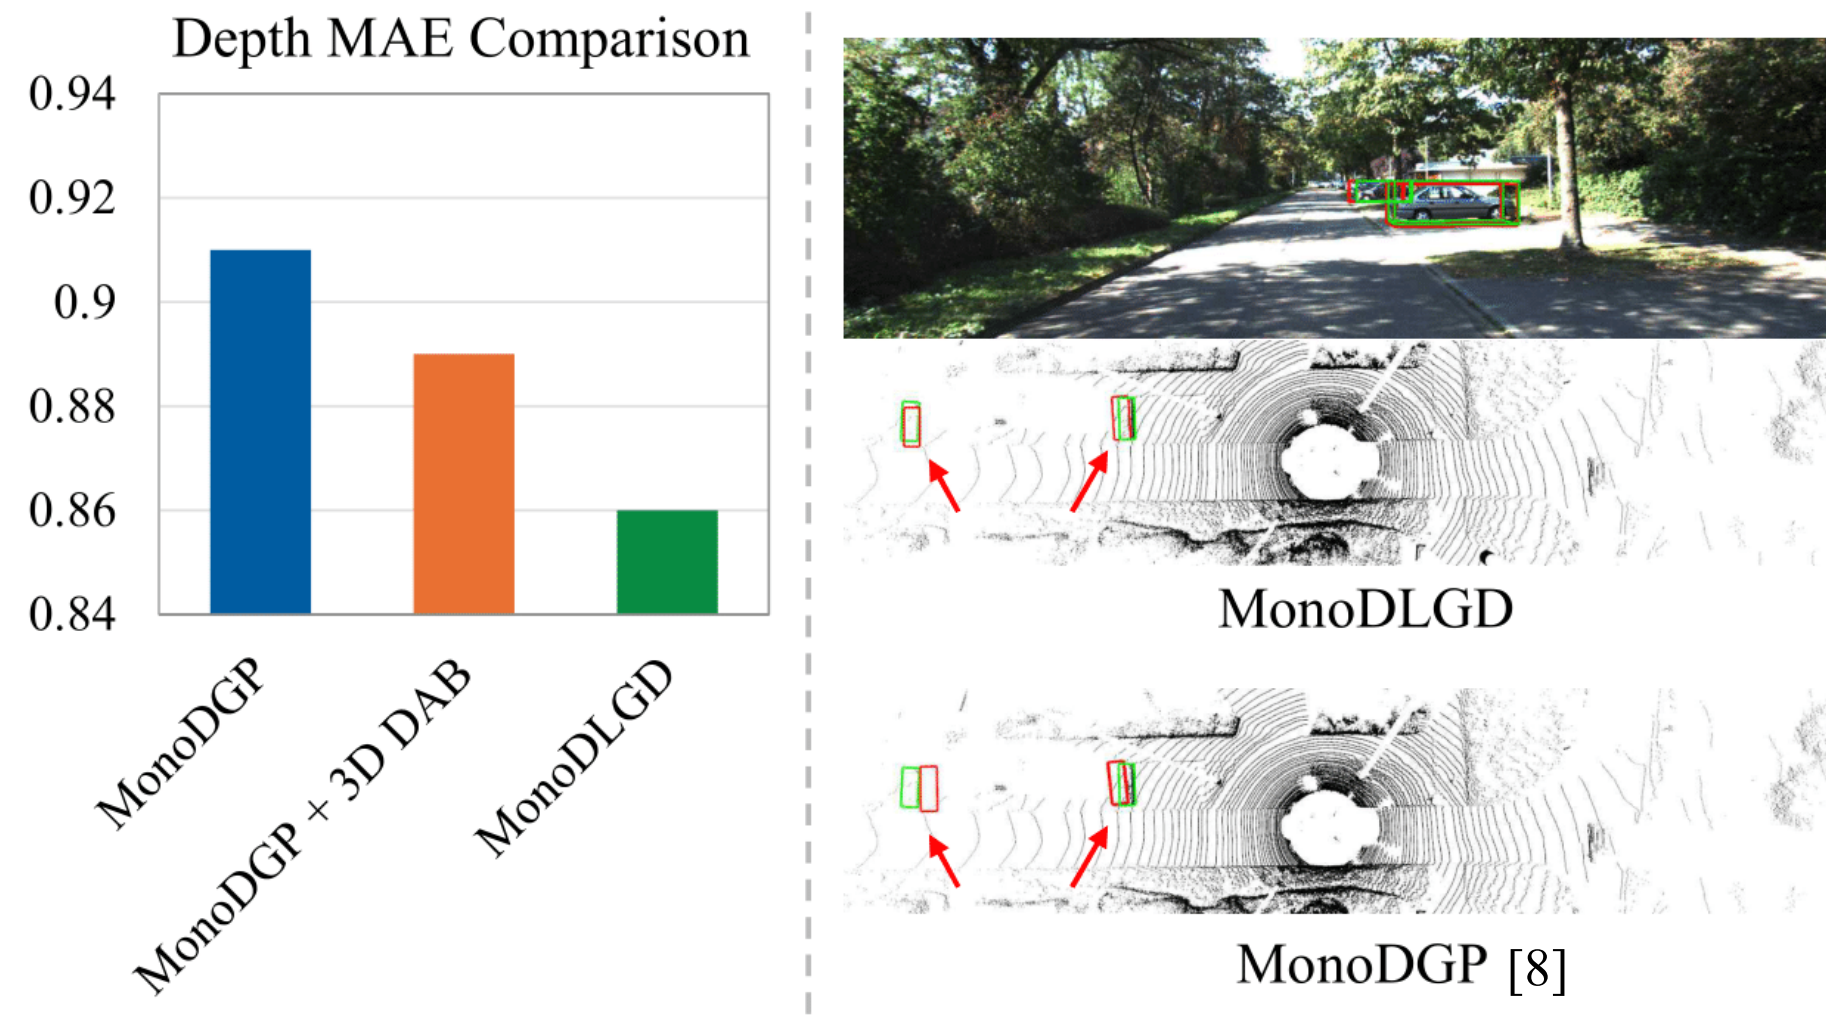 Depth MAE Comparison
0.94
0.92
0.9
0.88
0.86
0.84
MonoDGP
MonoDGP + 3D DAB
MonoDLGD
MonoDLGD
MonoDGP [8]